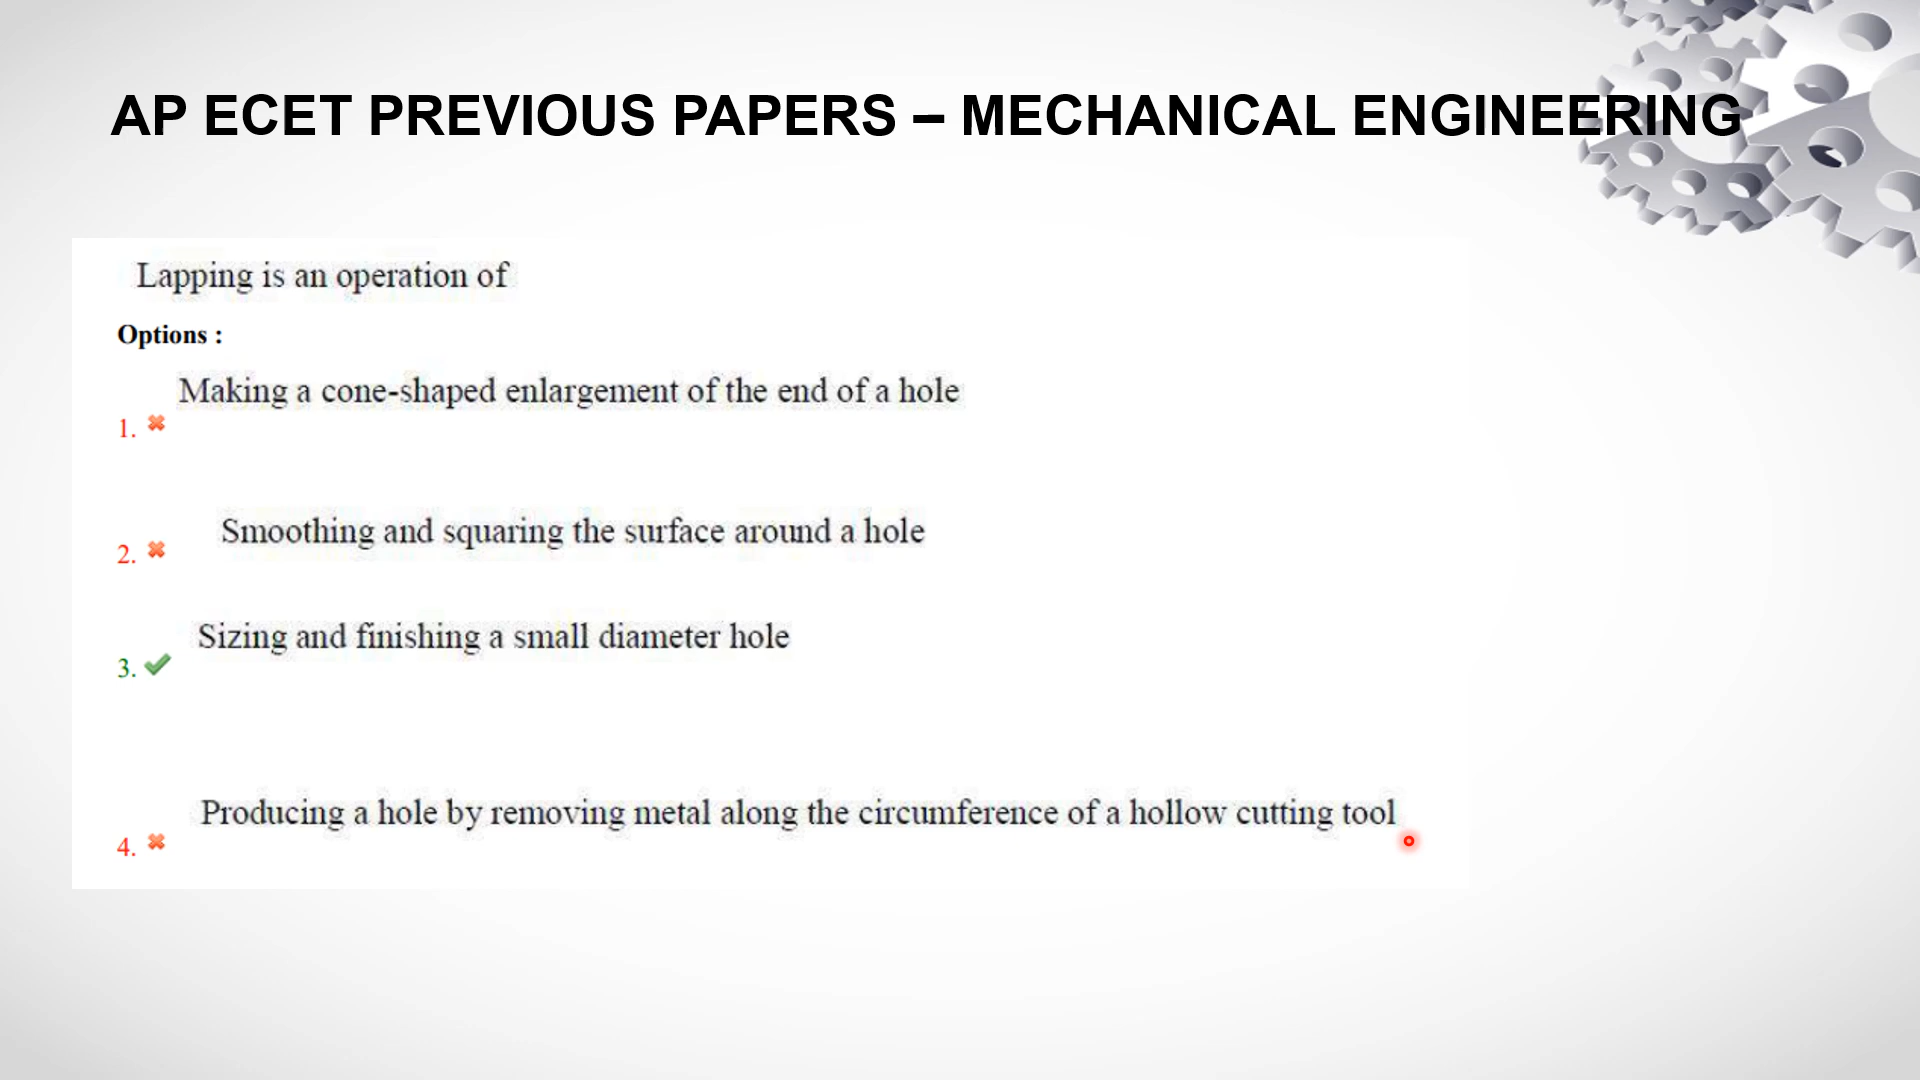 AP ECET PREVIOUS PAPERS – MECHANICAL ENGINEERING
Lapping is an operation of
Options :
Making a cone-shaped enlargement of the end of a hole
1.
Smoothing and squaring the surface around a hole
2.
Sizing and finishing a small diameter hole
3.
Producing a hole by removing metal along the circumference of a hollow cutting tool
4.